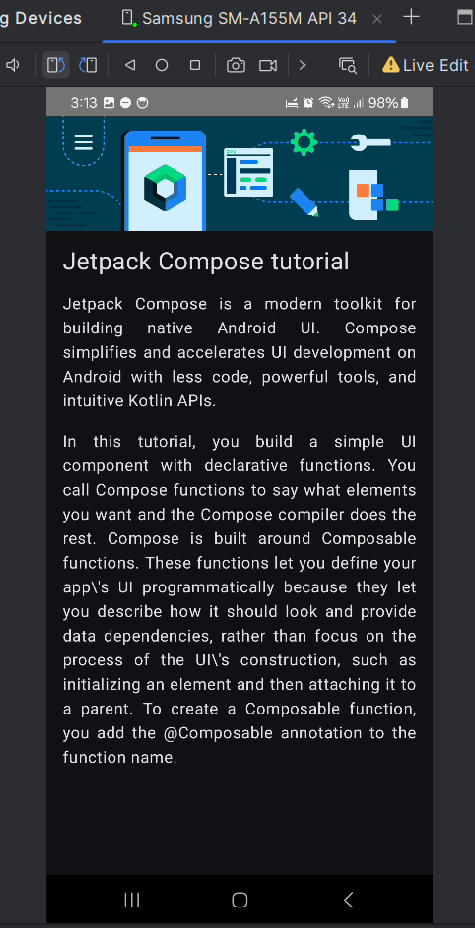 g Devices
Samsung SM-A155M API 34
Live Edit
3:13
98%
Jetpack Compose tutorial
Jetpack Compose is a modern toolkit for
building native Android UI. Compose
simplifies and accelerates UI development on
Android with less code, powerful tools, and
intuitive Kotlin APIs.
In this tutorial, you build a simple UI
component with declarative functions. You
call Compose functions to say what elements
you want and the Compose compiler does the
rest. Compose is built around Composable
functions. These functions let you define your
app\'s UI programmatically because they let
you describe how it should look and provide
data dependencies, rather than focus on the
process of the UI\'s construction, such as
initializing an element and then attaching it to
a parent. To create a Composable function,
you add the @Composable annotation to the
function name.